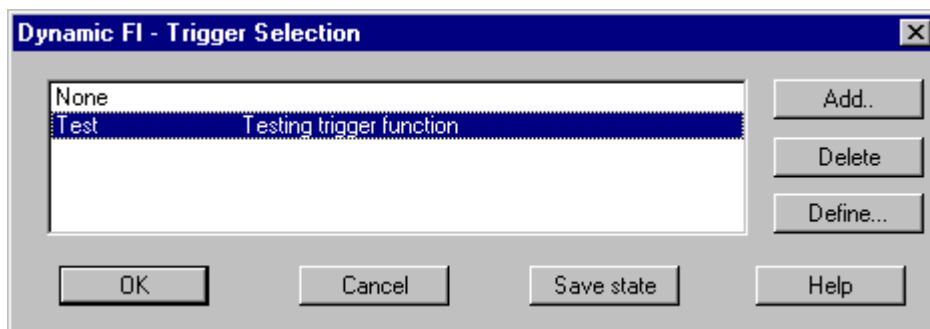 Dynamic FI - Trigger Selection
None
Test Testing trigger function
Add..
Delete
Define...
OK Cancel Save state Help